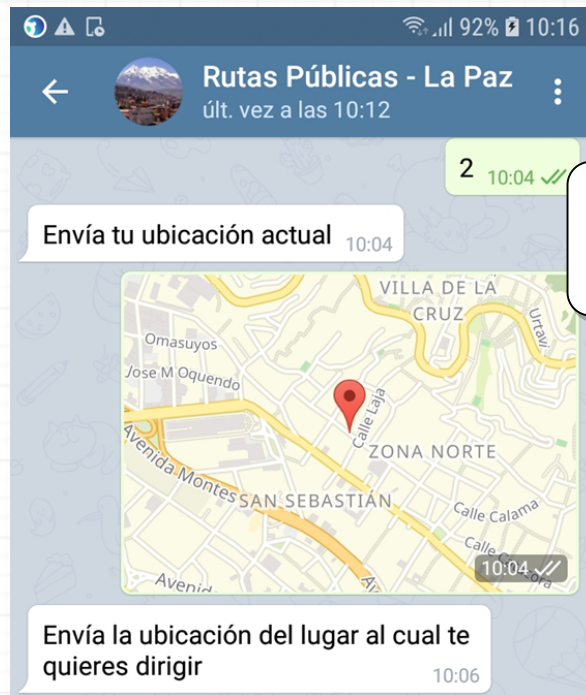 92% 10:16
Rutas Públicas - La Paz
últ. vez a las 10:12
2 10:04
Envía tu ubicación actual 10:04
VILLA DE LA
CRUZ
Urtavi
Omasuyos
Jose M Oquendo
Calle Laja
ZONA NORTE
Avenida Montes
SAN SEBASTIÁN
Calle Calama
10:04
Envía la ubicación del lugar al cual te
quieres dirigir 10:06